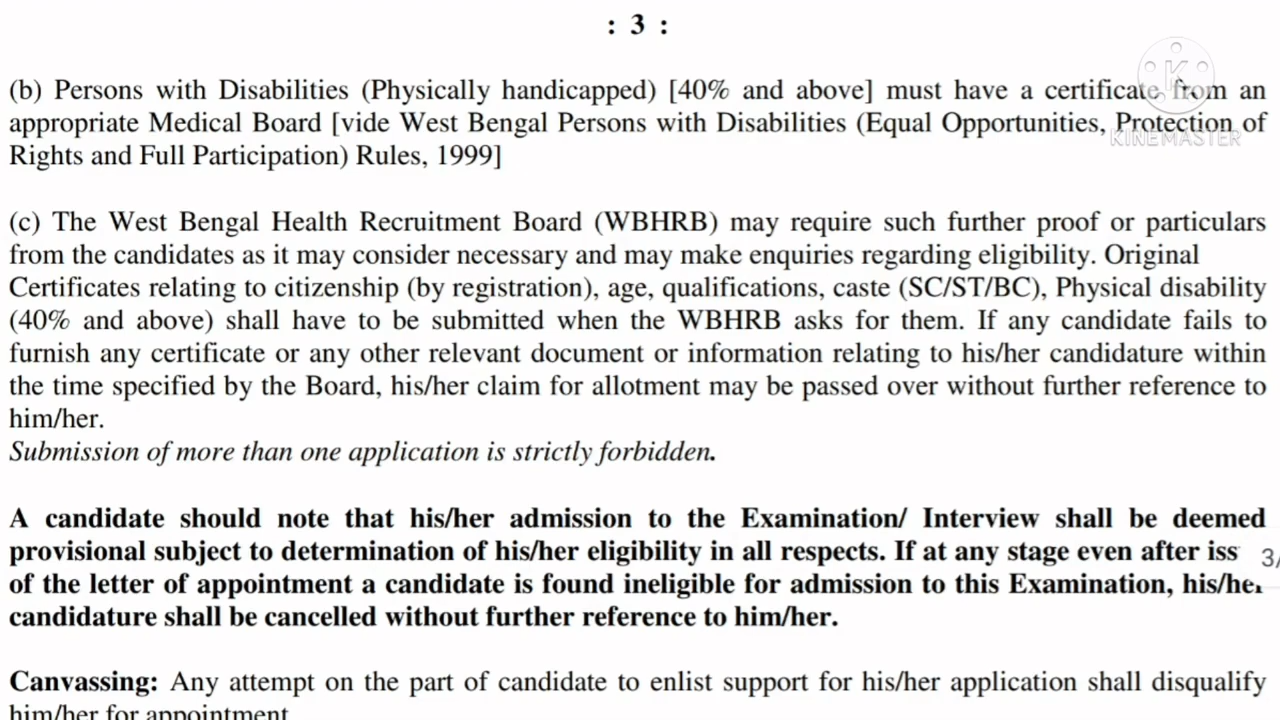 : 3 :
(b) Persons with Disabilities (Physically handicapped) [40% and above] must have a certificate from an
appropriate Medical Board [vide West Bengal Persons with Disabilities (Equal Opportunities, Protection of
Rights and Full Participation) Rules, 1999]
(c) The West Bengal Health Recruitment Board (WBHRB) may require such further proof or particulars
from the candidates as it may consider necessary and may make enquiries regarding eligibility. Original
Certificates relating to citizenship (by registration), age, qualifications, caste (SC/ST/BC), Physical disability
(40% and above) shall have to be submitted when the WBHRB asks for them. If any candidate fails to
furnish any certificate or any other relevant document or information relating to his/her candidature within
the time specified by the Board, his/her claim for allotment may be passed over without further reference to
him/her.
Submission of more than one application is strictly forbidden.
A candidate should note that his/her admission to the Examination/ Interview shall be deemed
provisional subject to determination of his/her eligibility in all respects. If at any stage even after iss
of the letter of appointment a candidate is found ineligible for admission to this Examination, his/her
candidature shall be cancelled without further reference to him/her.
Canvassing: Any attempt on the part of candidate to enlist support for his/her application shall disqualify
him/her for appointment
K
KINEMASTER
3/